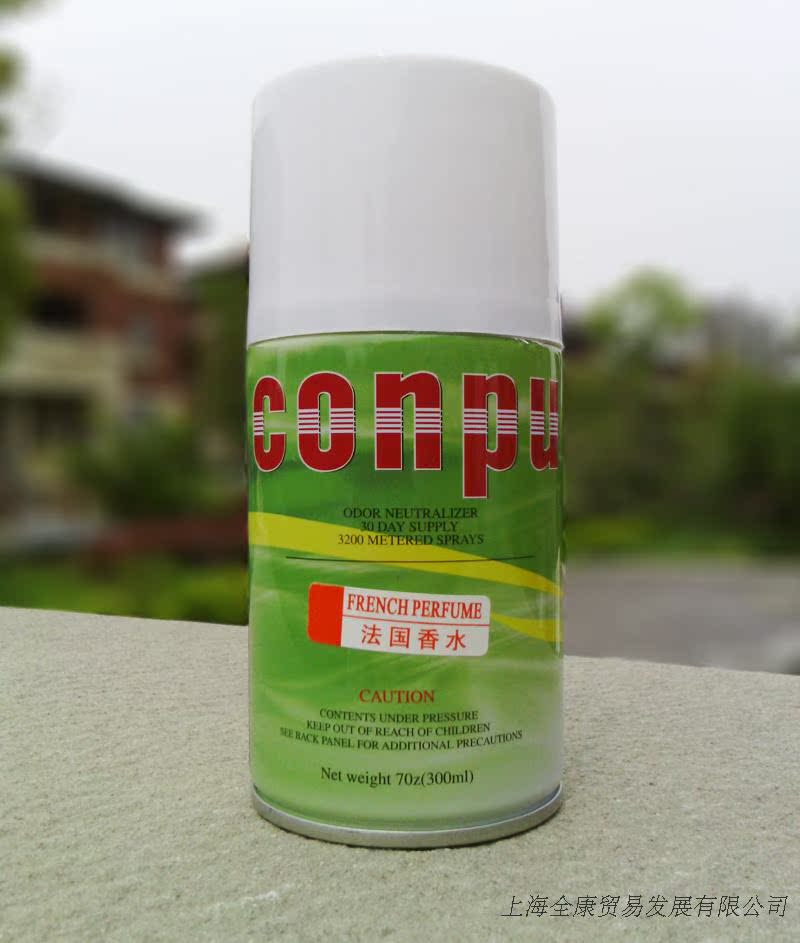 conpu
ODOR NEUTRALIZER
30 DAY SUPPLY
3200 METERED SPRAYS
FRENCH PERFUME
法国香水
CAUTION
CONTENTS UNDER PRESSURE
KEEP OUT OF REACH OF CHILDREN
SEE BACK PANEL FOR ADDITIONAL PRECAUTIONS
Net weight 70z(300ml)
上海全康贸易发展有限公司